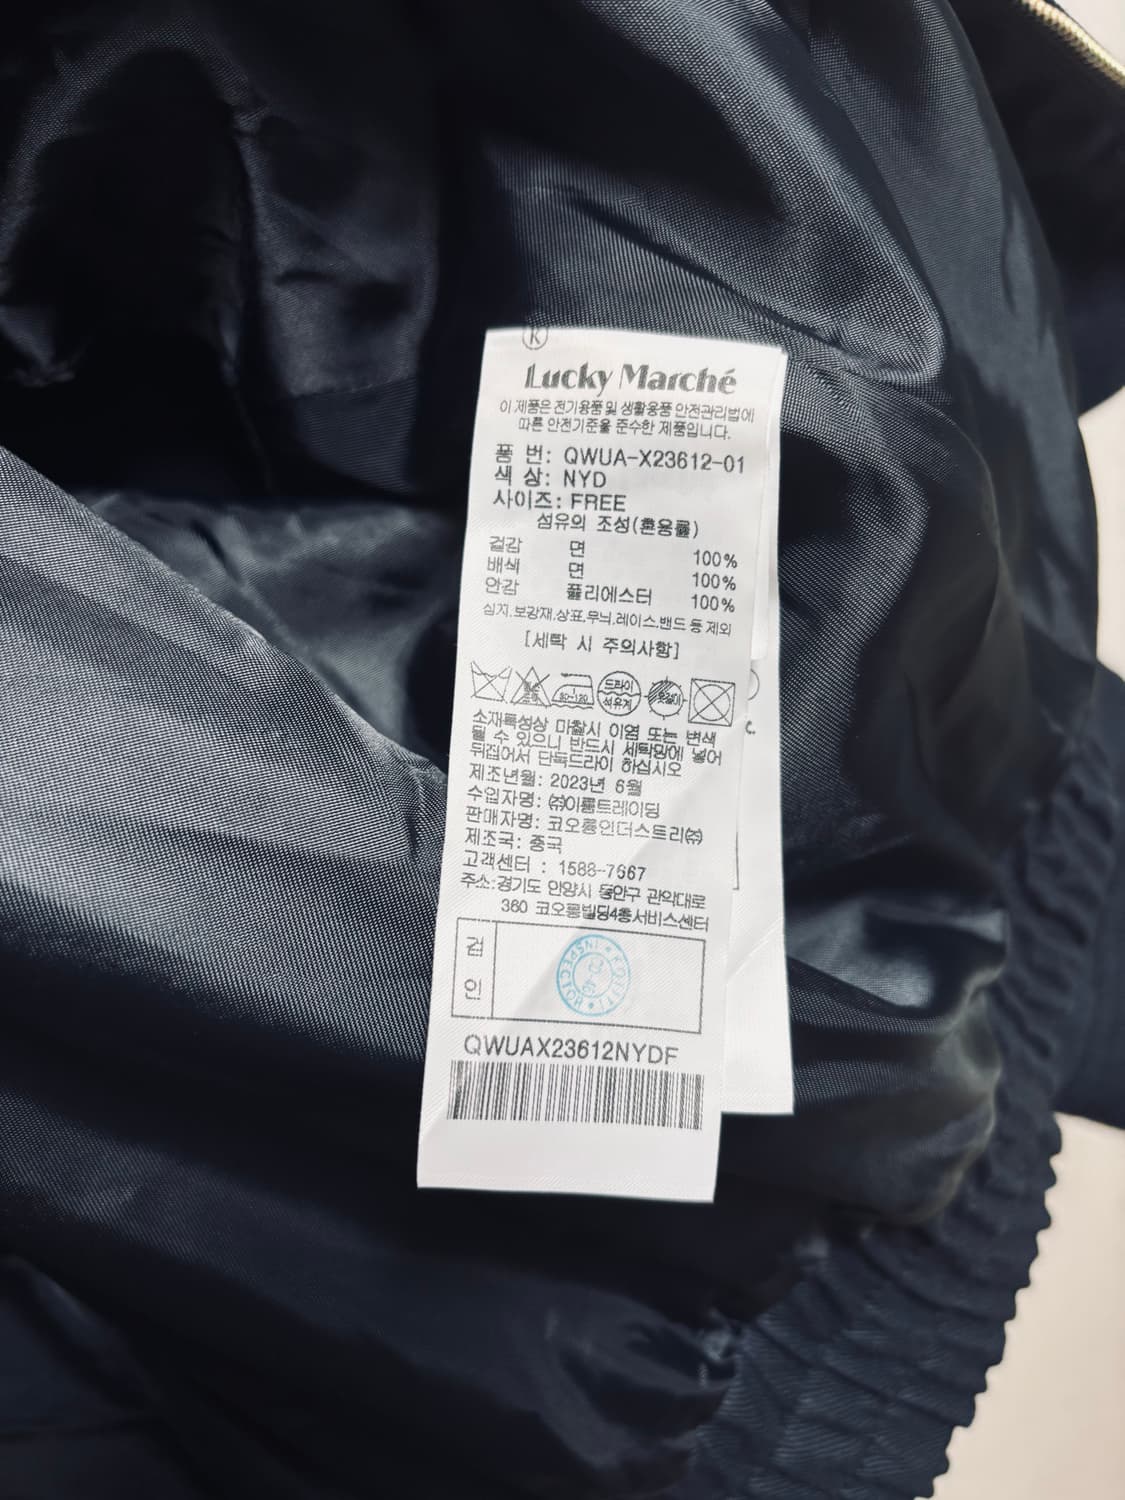 K
Lucky Marché
이 제품은 전기용품 및 생활용품 안전관리법에
따른 안전기준을 준수한 제품입니다.
품 번: QWUA-X23612-01
색 상: NYD
사이즈: FREE
섬유의 조성(혼용률)
겉감 면 100%
배색 면 100%
안감 폴리에스터 100%
심지,보강재,상표,무늬,레이스,밴드 등 제외
[세탁 시 주의사항]
80~120 드라이 석유계 옷걸이
소재특성상 마찰시 이염 또는 변색
될 수 있으니 반드시 세탁망에 넣어
뒤집어서 단독드라이 하십시오
제조년월: 2023년 6월
수입자명: ㈜이룸트레이딩
판매자명: 코오롱인더스트리㈜
제조국: 중국
고객센터 : 1588-7667
주소:경기도 안양시 동안구 관악대로
360 코오롱빌딩4층서비스센터
검인
KOTITI INSPECTOR
QWUAX23612NYDF